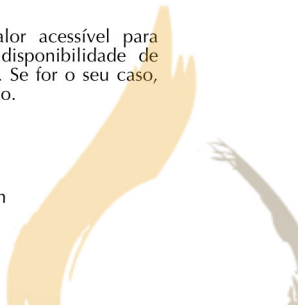 alor acessível para
disponibilidade de
. Se for o seu caso,
o.